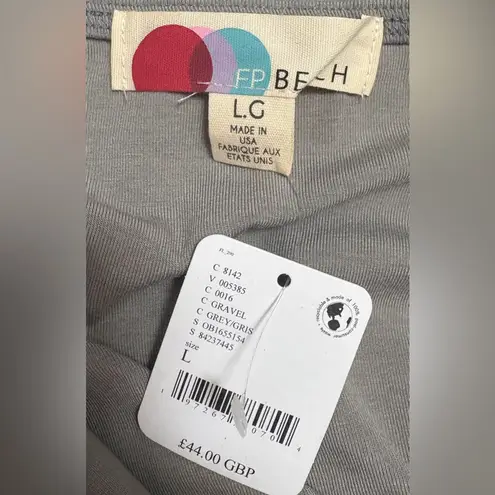 FP BE H
L.G
MADE IN
USA
FABRIQUE AUX
ETATS UNIS
C 8142
V 005385
C 0016
C GRAVEL
C GREY/GRIS
S OB1655154
S 84237445
size
L
£44.00 GBP